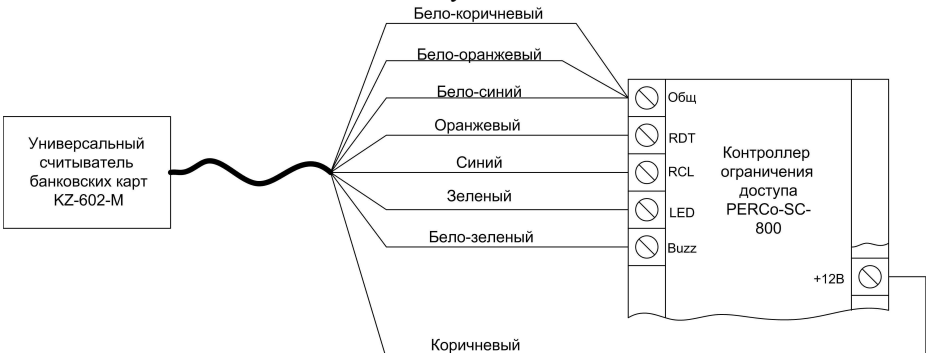 Бело-коричневый
Бело-оранжевый
Бело-синий
Оранжевый
Синий
Зеленый
Бело-зеленый
Коричневый
Универсальный
считыватель
банковских карт
KZ-602-M
Общ
RDT
RCL
LED
Buzz
Контроллер
ограничения
доступа
PERCo-SC-
800
+12В